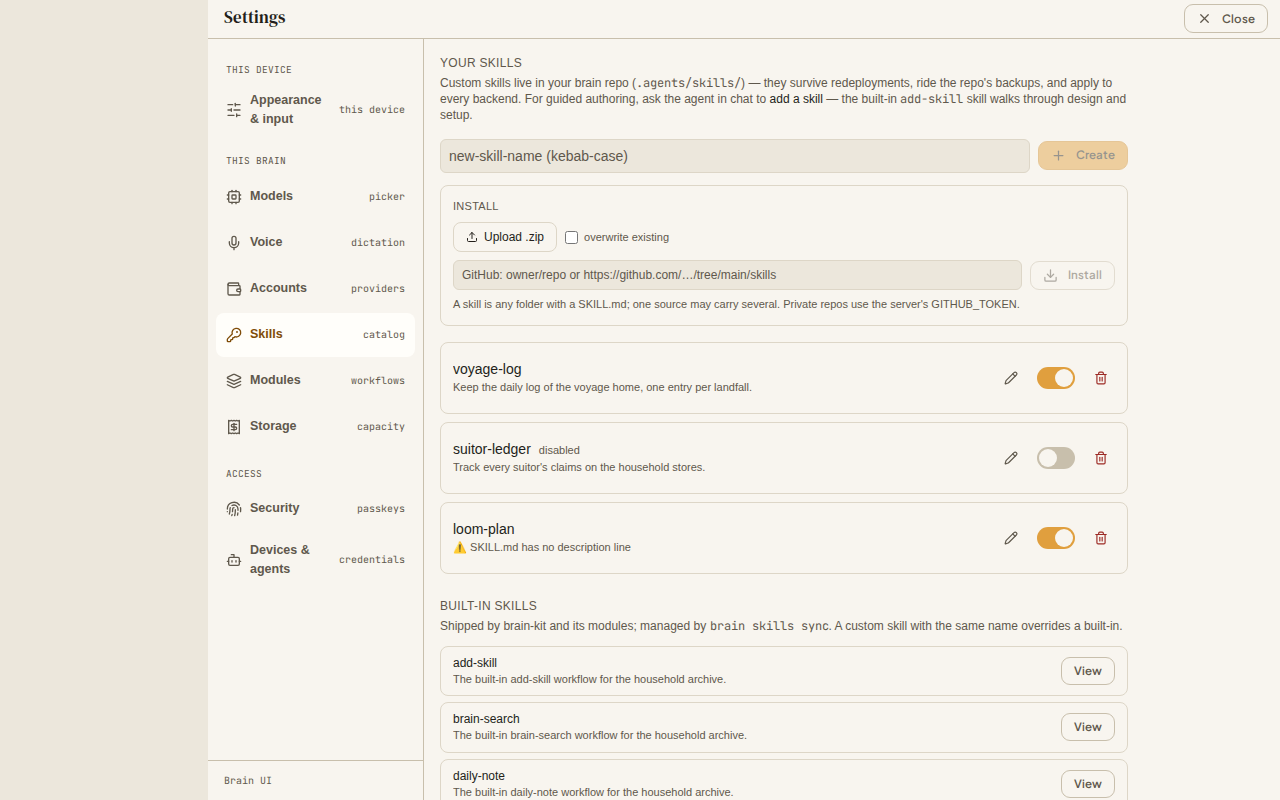 Settings
Close
THIS DEVICE
Appearance & input
this device
THIS BRAIN
Models
picker
Voice
dictation
Accounts
providers
Skills
catalog
Modules
workflows
Storage
capacity
ACCESS
Security
passkeys
Devices & agents
credentials
Brain UI
YOUR SKILLS
Custom skills live in your brain repo (.agents/skills/) — they survive redeployments, ride the repo's backups, and apply to
every backend. For guided authoring, ask the agent in chat to add a skill — the built-in add-skill skill walks through design and
setup.
new-skill-name (kebab-case)
Create
INSTALL
Upload .zip
overwrite existing
GitHub: owner/repo or https://github.com/…/tree/main/skills
Install
A skill is any folder with a SKILL.md; one source may carry several. Private repos use the server's GITHUB_TOKEN.
voyage-log
Keep the daily log of the voyage home, one entry per landfall.
suitor-ledger disabled
Track every suitor's claims on the household stores.
loom-plan
⚠️ SKILL.md has no description line
BUILT-IN SKILLS
Shipped by brain-kit and its modules; managed by brain skills sync. A custom skill with the same name overrides a built-in.
add-skill
The built-in add-skill workflow for the household archive.
View
brain-search
The built-in brain-search workflow for the household archive.
View
daily-note
The built-in daily-note workflow for the household archive.
View